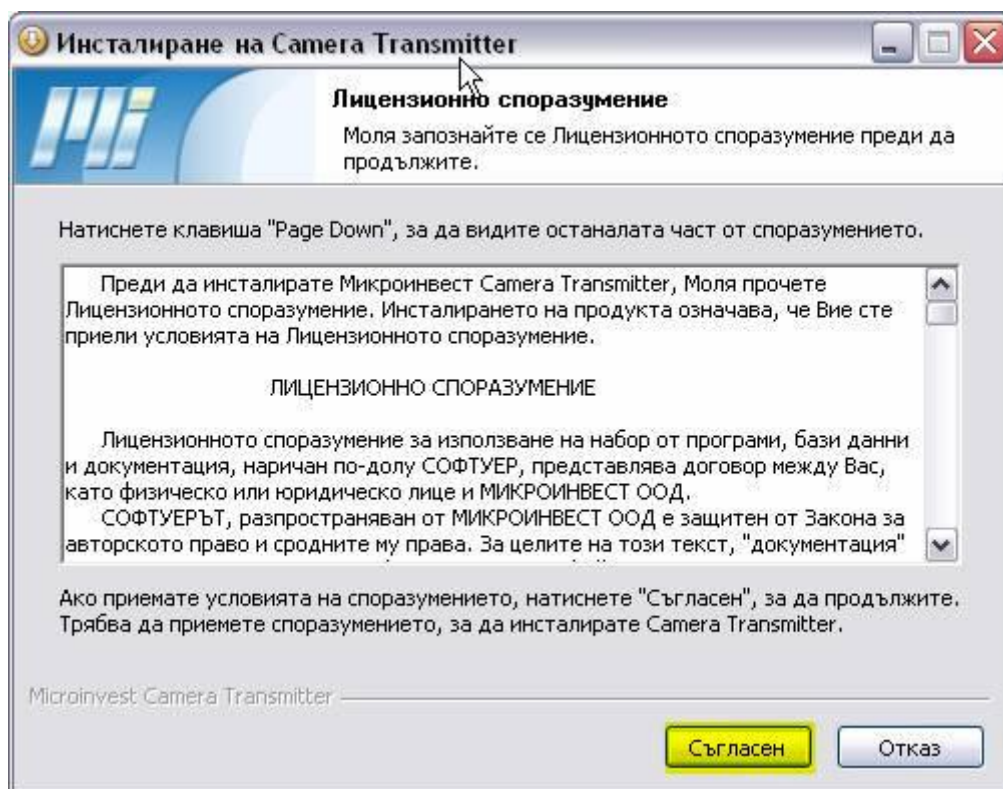 Инсталиране на Camera Transmitter
Mi
Лицензионно споразумение
Моля запознайте се Лицензионното споразумение преди да
продължите.
Натиснете клавиша "Page Down", за да видите останалата част от споразумението.
Преди да инсталирате Микроинвест Camera Transmitter, Моля прочете
Лицензионното споразумение. Инсталирането на продукта означава, че Вие сте
приели условията на Лицензионното споразумение.
ЛИЦЕНЗИОННО СПОРАЗУМЕНИЕ
Лицензионното споразумение за използване на набор от програми, бази данни
и документация, наричан по-долу СОФТУЕР, представлява договор между Вас,
като физическо или юридическо лице и МИКРОИНВЕСТ ООД.
СОФТУЕРЪТ, разпространяван от МИКРОИНВЕСТ ООД е защитен от Закона за
авторското право и сродните му права. За целите на този текст, "документация"
Ако приемате условията на споразумението, натиснете "Съгласен", за да продължите.
Трябва да приемете споразумението, за да инсталирате Camera Transmitter.
Microinvest Camera Transmitter
Съгласен
Отказ